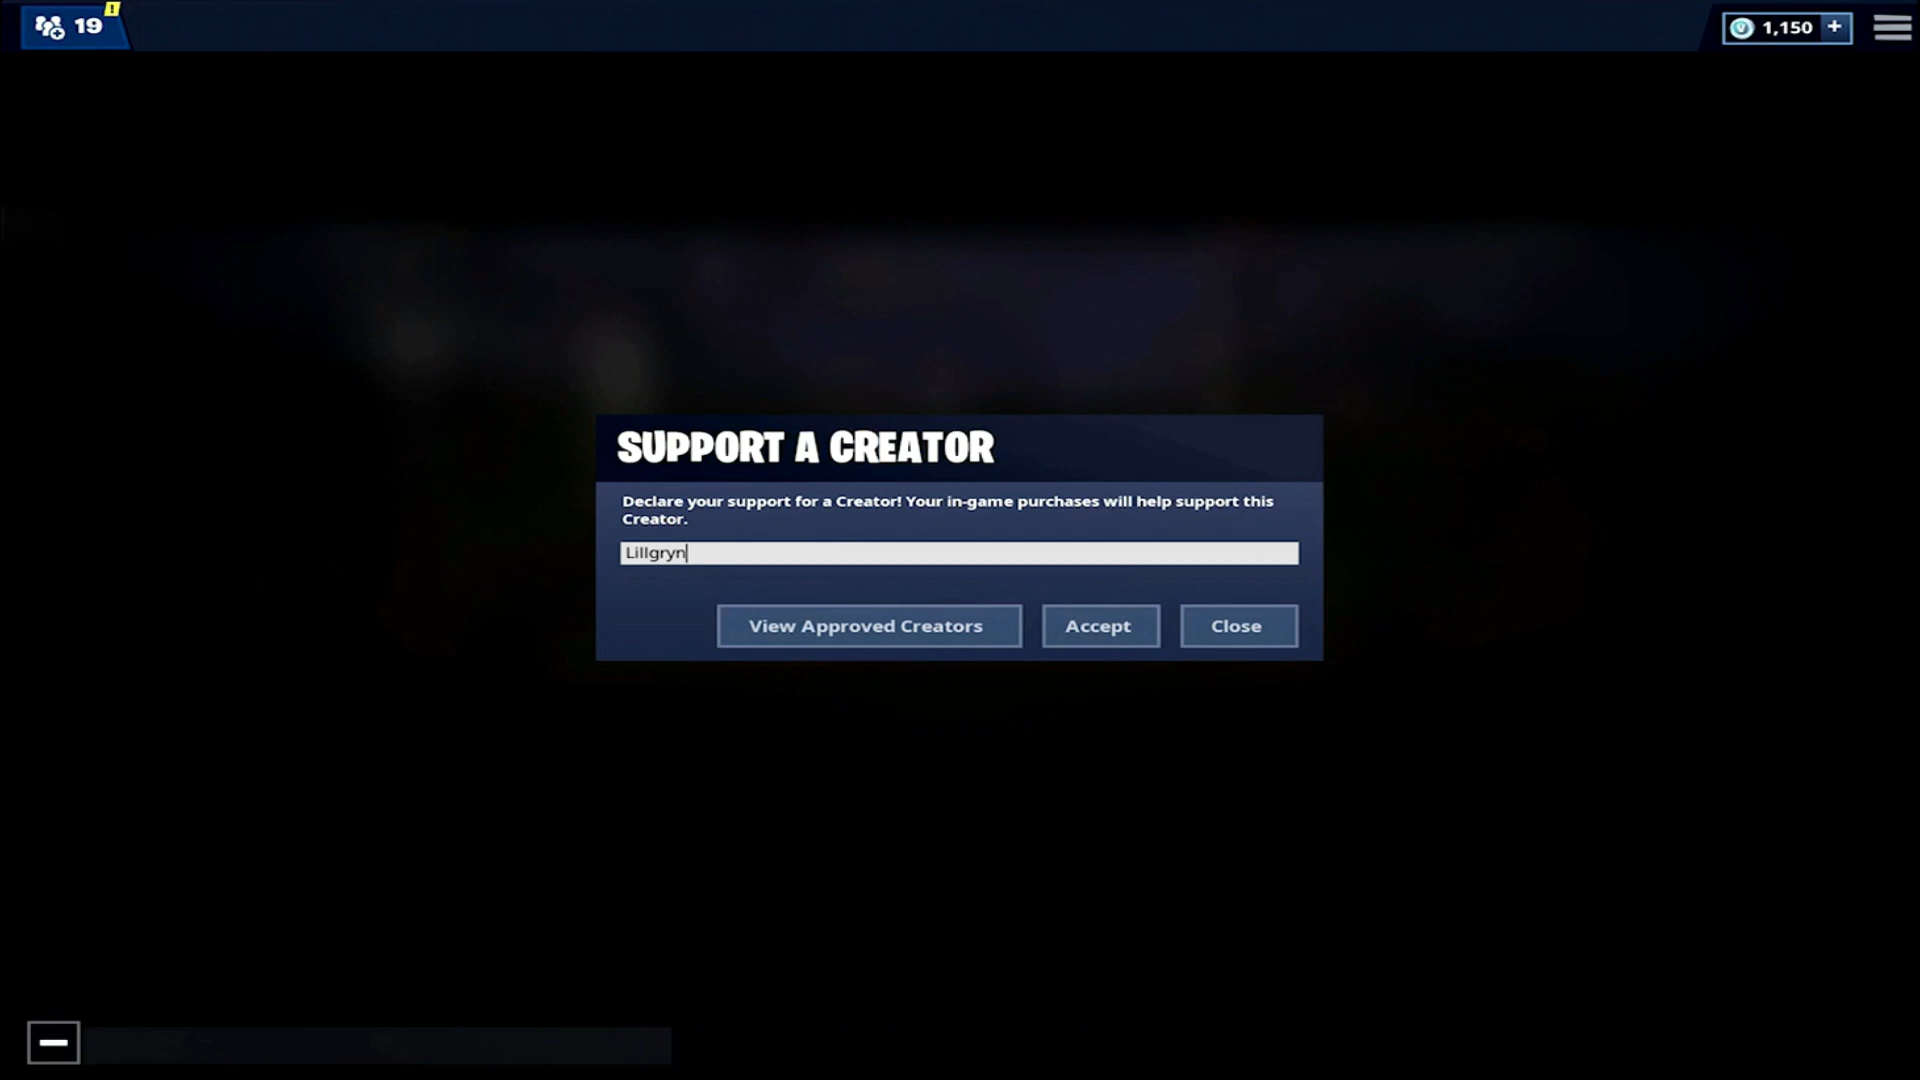 19
!
1,150 +
SUPPORT A CREATOR
Declare your support for a Creator! Your in-game purchases will help support this
Creator.
Lillgryn
View Approved Creators
Accept
Close